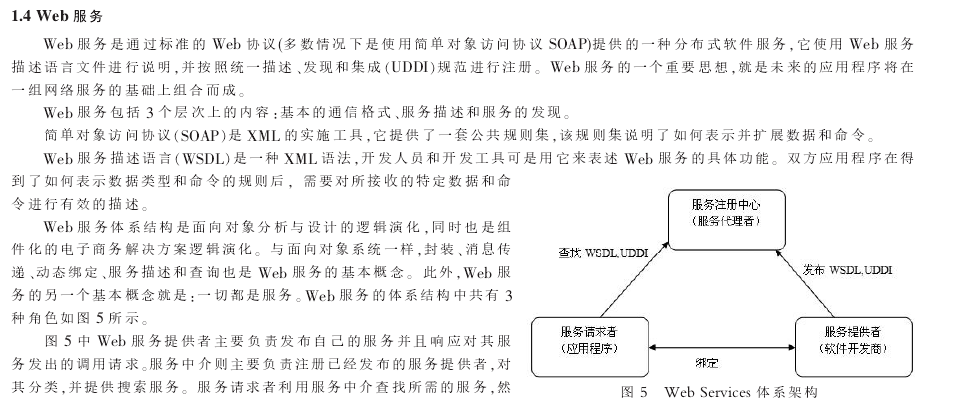 1.4 Web 服务
Web 服务是通过标准的 Web 协议(多数情况下是使用简单对象访问协议 SOAP)提供的一种分布式软件服务,它使用 Web 服务
描述语言文件进行说明,并按照统一描述、发现和集成(UDDI)规范进行注册。Web 服务的一个重要思想,就是未来的应用程序将在
一组网络服务的基础上组合而成。
Web 服务包括 3 个层次上的内容:基本的通信格式、服务描述和服务的发现。
简单对象访问协议(SOAP)是 XML 的实施工具,它提供了一套公共规则集,该规则集说明了如何表示并扩展数据和命令。
Web 服务描述语言(WSDL)是一种 XML 语法,开发人员和开发工具可是用它来表述 Web 服务的具体功能。双方应用程序在得
到了如何表示数据类型和命令的规则后, 需要对所接收的特定数据和命
令进行有效的描述。
Web 服务体系结构是面向对象分析与设计的逻辑演化,同时也是组
件化的电子商务解决方案逻辑演化。与面向对象系统一样,封装、消息传
递、动态绑定、服务描述和查询也是 Web 服务的基本概念。此外,Web 服
务的另一个基本概念就是:一切都是服务。Web 服务的体系结构中共有 3
种角色如图 5 所示。
图 5 中 Web 服务提供者主要负责发布自己的服务并且响应对其服
务发出的调用请求。服务中介则主要负责注册已经发布的服务提供者,对
其分类,并提供搜索服务。服务请求者利用服务中介查找所需的服务,然
服务注册中心
(服务代理者)
查找 WSDL,UDDI
发布 WSDL,UDDI
服务请求者
(应用程序)
服务提供者
(软件开发商)
绑定
图 5 Web Services 体系架构